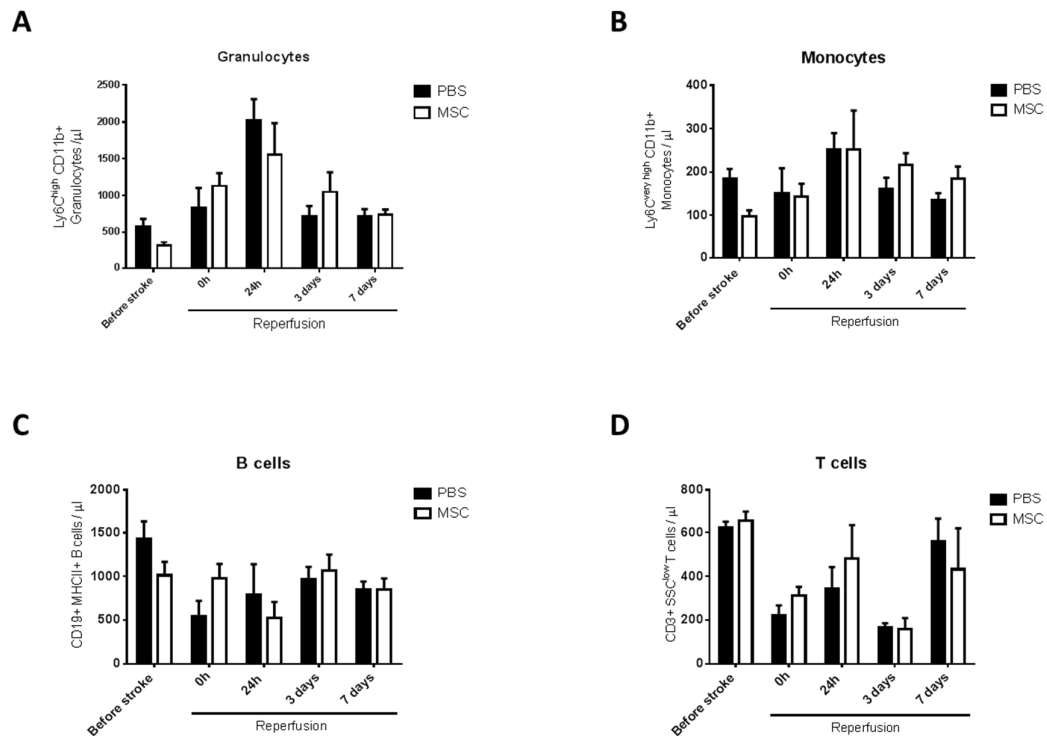 A
Granulocytes
Ly6Chigh CD11b+
Granulocytes /µl
2500
2000
1500
1000
500
0
Before stroke
0h
24h
3 days
7 days
Reperfusion
PBS
MSC
B
Monocytes
Ly6Cvery high CD11b+
Monocytes / µl
400
300
200
100
0
Before stroke
0h
24h
3 days
7 days
Reperfusion
PBS
MSC
C
B cells
CD19+ MHCII+ B cells / µl
2000
1500
1000
500
0
Before stroke
0h
24h
3 days
7 days
Reperfusion
PBS
MSC
D
T cells
CD3+ SSClow T cells / µl
800
600
400
200
0
Before stroke
0h
24h
3 days
7 days
Reperfusion
PBS
MSC